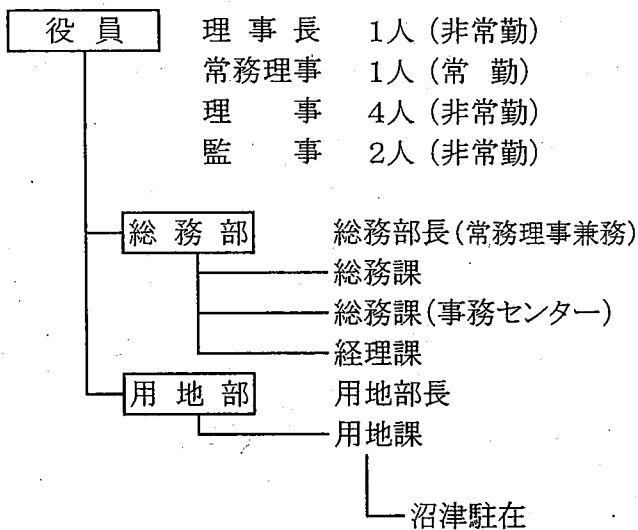 役員 理事長 1人(非常勤)
常務理事 1人(常 勤)
理 事 4人(非常勤)
監 事 2人(非常勤)
総務部 総務部長(常務理事兼務)
総務課
総務課(事務センター)
経理課
用地部 用地部長
用地課
沼津駐在